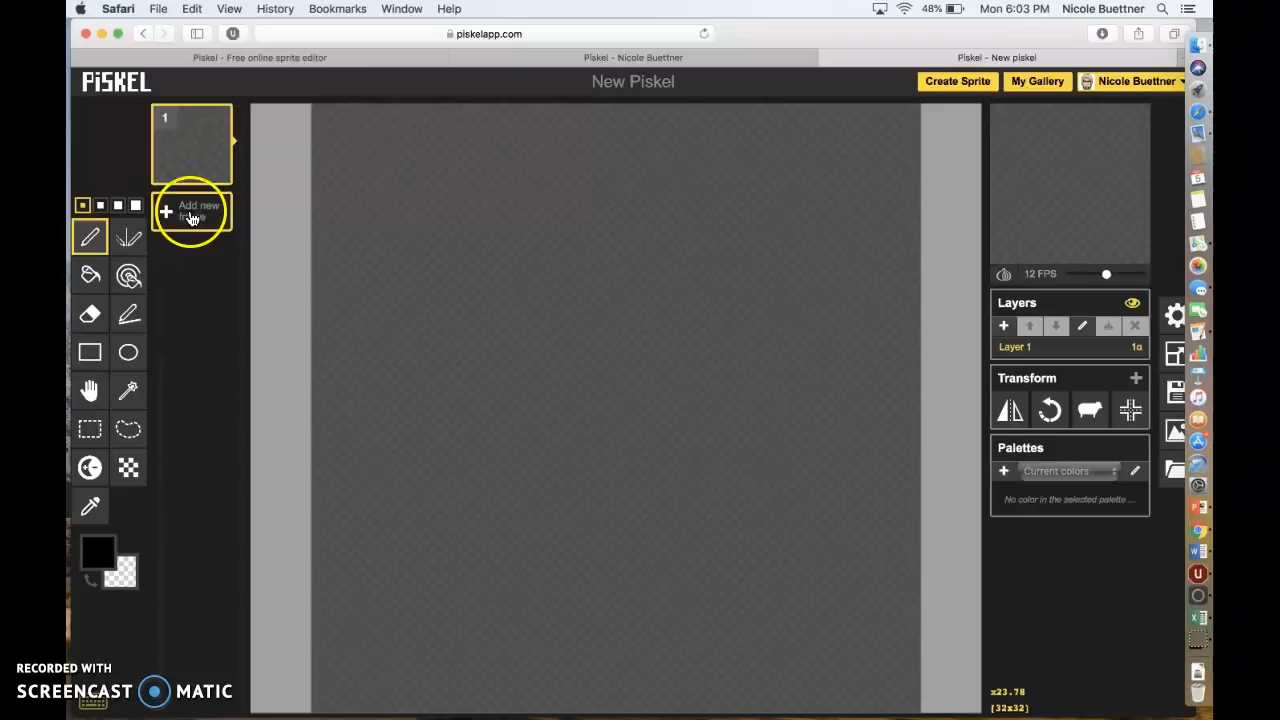 Safari File Edit View History Bookmarks Window Help 48% Mon 6:03 PM Nicole Buettner
piskelapp.com
Piskel - Free online sprite editor Piskel - Nicole Buettner Piskel - New piskel
PiSKEL New Piskel Create Sprite My Gallery Nicole Buettner
1
Add new
12 FPS
Layers
Layer 1 1α
Transform
Palettes
Current colors
No color in the selected palette ...
x23.78
[32x32]
RECORDED WITH
SCREENCAST MATIC